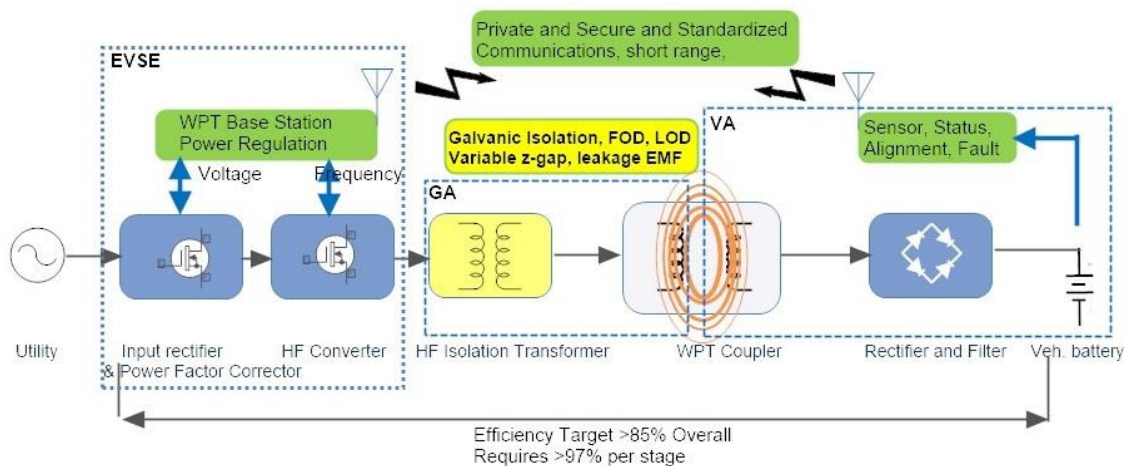 Private and Secure and Standardized
Communications, short range,
EVSE
VA
WPT Base Station
Power Regulation
Sensor, Status,
Alignment, Fault
Galvanic Isolation, FOD, LOD
Variable z-gap, leakage EMF
Voltage
Frequency
GA
Utility
Input rectifier
& Power Factor Corrector
HF Converter
HF Isolation Transformer
WPT Coupler
Rectifier and Filter
Veh. battery
Efficiency Target >85% Overall
Requires >97% per stage